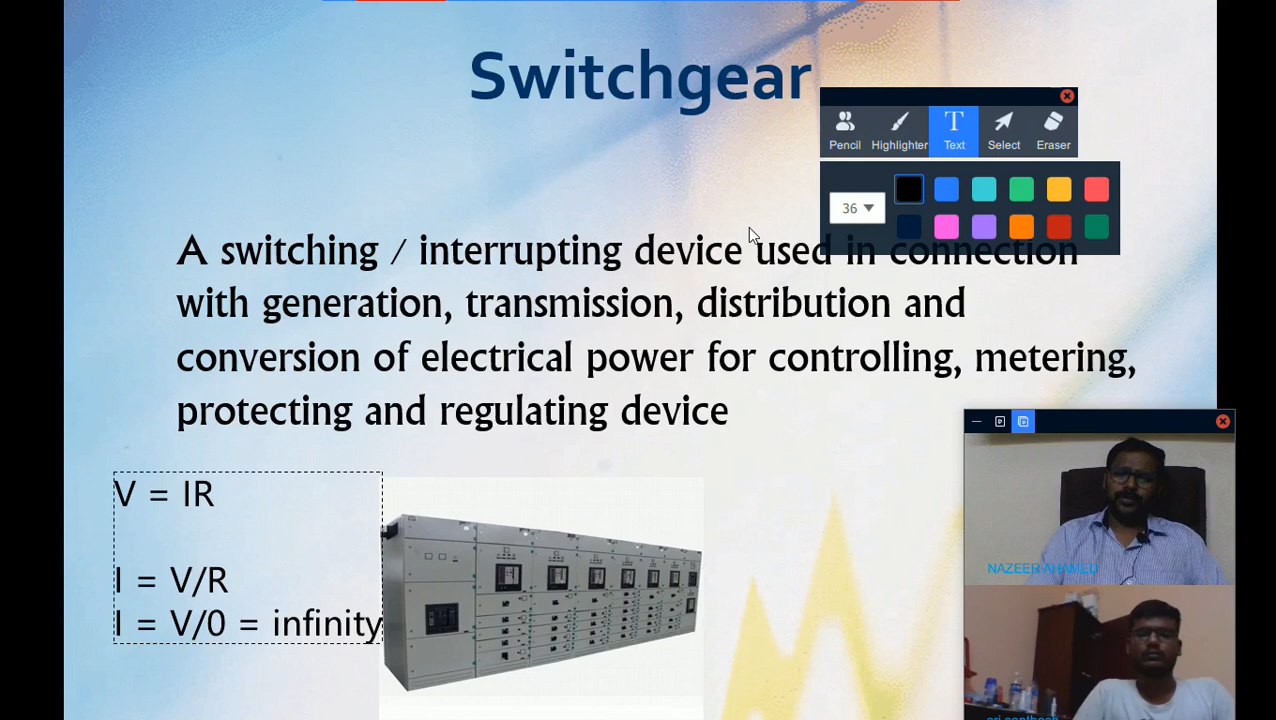 Switchgear
Pencil
Highlighter
Text
Select
Eraser
36
A switching / interrupting device used in connection
with generation, transmission, distribution and
conversion of electrical power for controlling, metering,
protecting and regulating device
V = IR
I = V/R
I = V/0 = infinity
NAZEER AHAMED